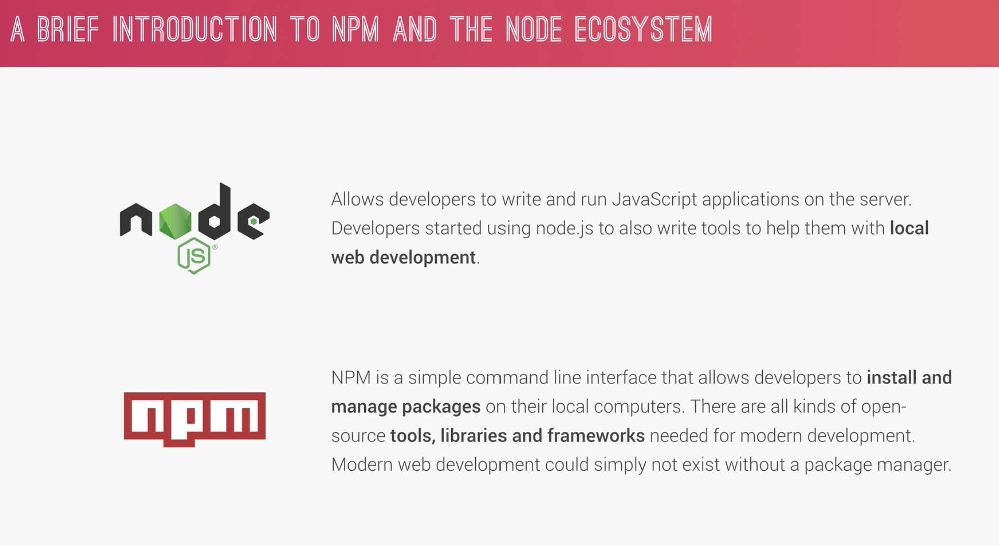 A BRIEF INTRODUCTION TO NPM AND THE NODE ECOSYSTEM
node
JS®
Allows developers to write and run JavaScript applications on the server.
Developers started using node.js to also write tools to help them with local
web development.
npm
NPM is a simple command line interface that allows developers to install and
manage packages on their local computers. There are all kinds of open-
source tools, libraries and frameworks needed for modern development.
Modern web development could simply not exist without a package manager.